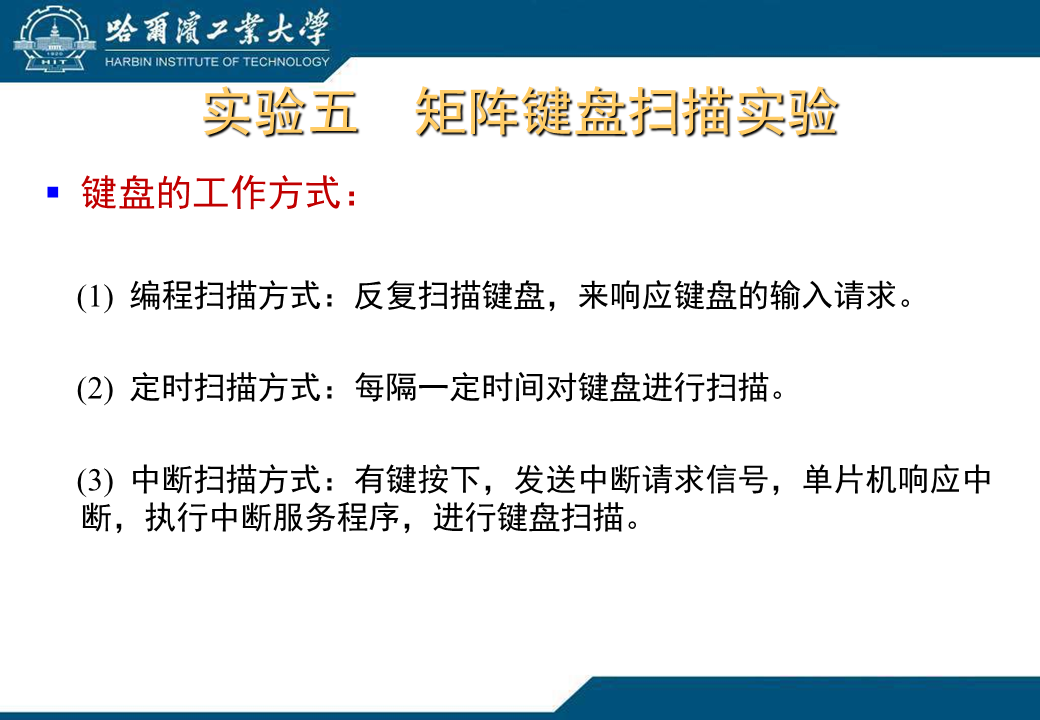 哈爾濱工業大學
HARBIN INSTITUTE OF TECHNOLOGY
1920
HIT
实验五 矩阵键盘扫描实验
键盘的工作方式：
(1) 编程扫描方式：反复扫描键盘，来响应键盘的输入请求。
(2) 定时扫描方式：每隔一定时间对键盘进行扫描。
(3) 中断扫描方式：有键按下，发送中断请求信号，单片机响应中
断，执行中断服务程序，进行键盘扫描。